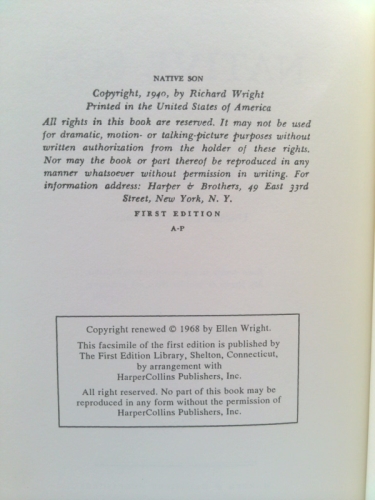 NATIVE SON
Copyright, 1940, by Richard Wright
Printed in the United States of America
All rights in this book are reserved. It may not be used
for dramatic, motion- or talking-picture purposes without
written authorization from the holder of these rights.
Nor may the book or part thereof be reproduced in any
manner whatsoever without permission in writing. For
information address: Harper & Brothers, 49 East 33rd
Street, New York, N. Y.
FIRST EDITION
A-P
Copyright renewed © 1968 by Ellen Wright.
This facsimile of the first edition is published by
The First Edition Library, Shelton, Connecticut,
by arrangement with
HarperCollins Publishers, Inc.
All right reserved. No part of this book may be
reproduced in any form without the permission of
HarperCollins Publishers, Inc.